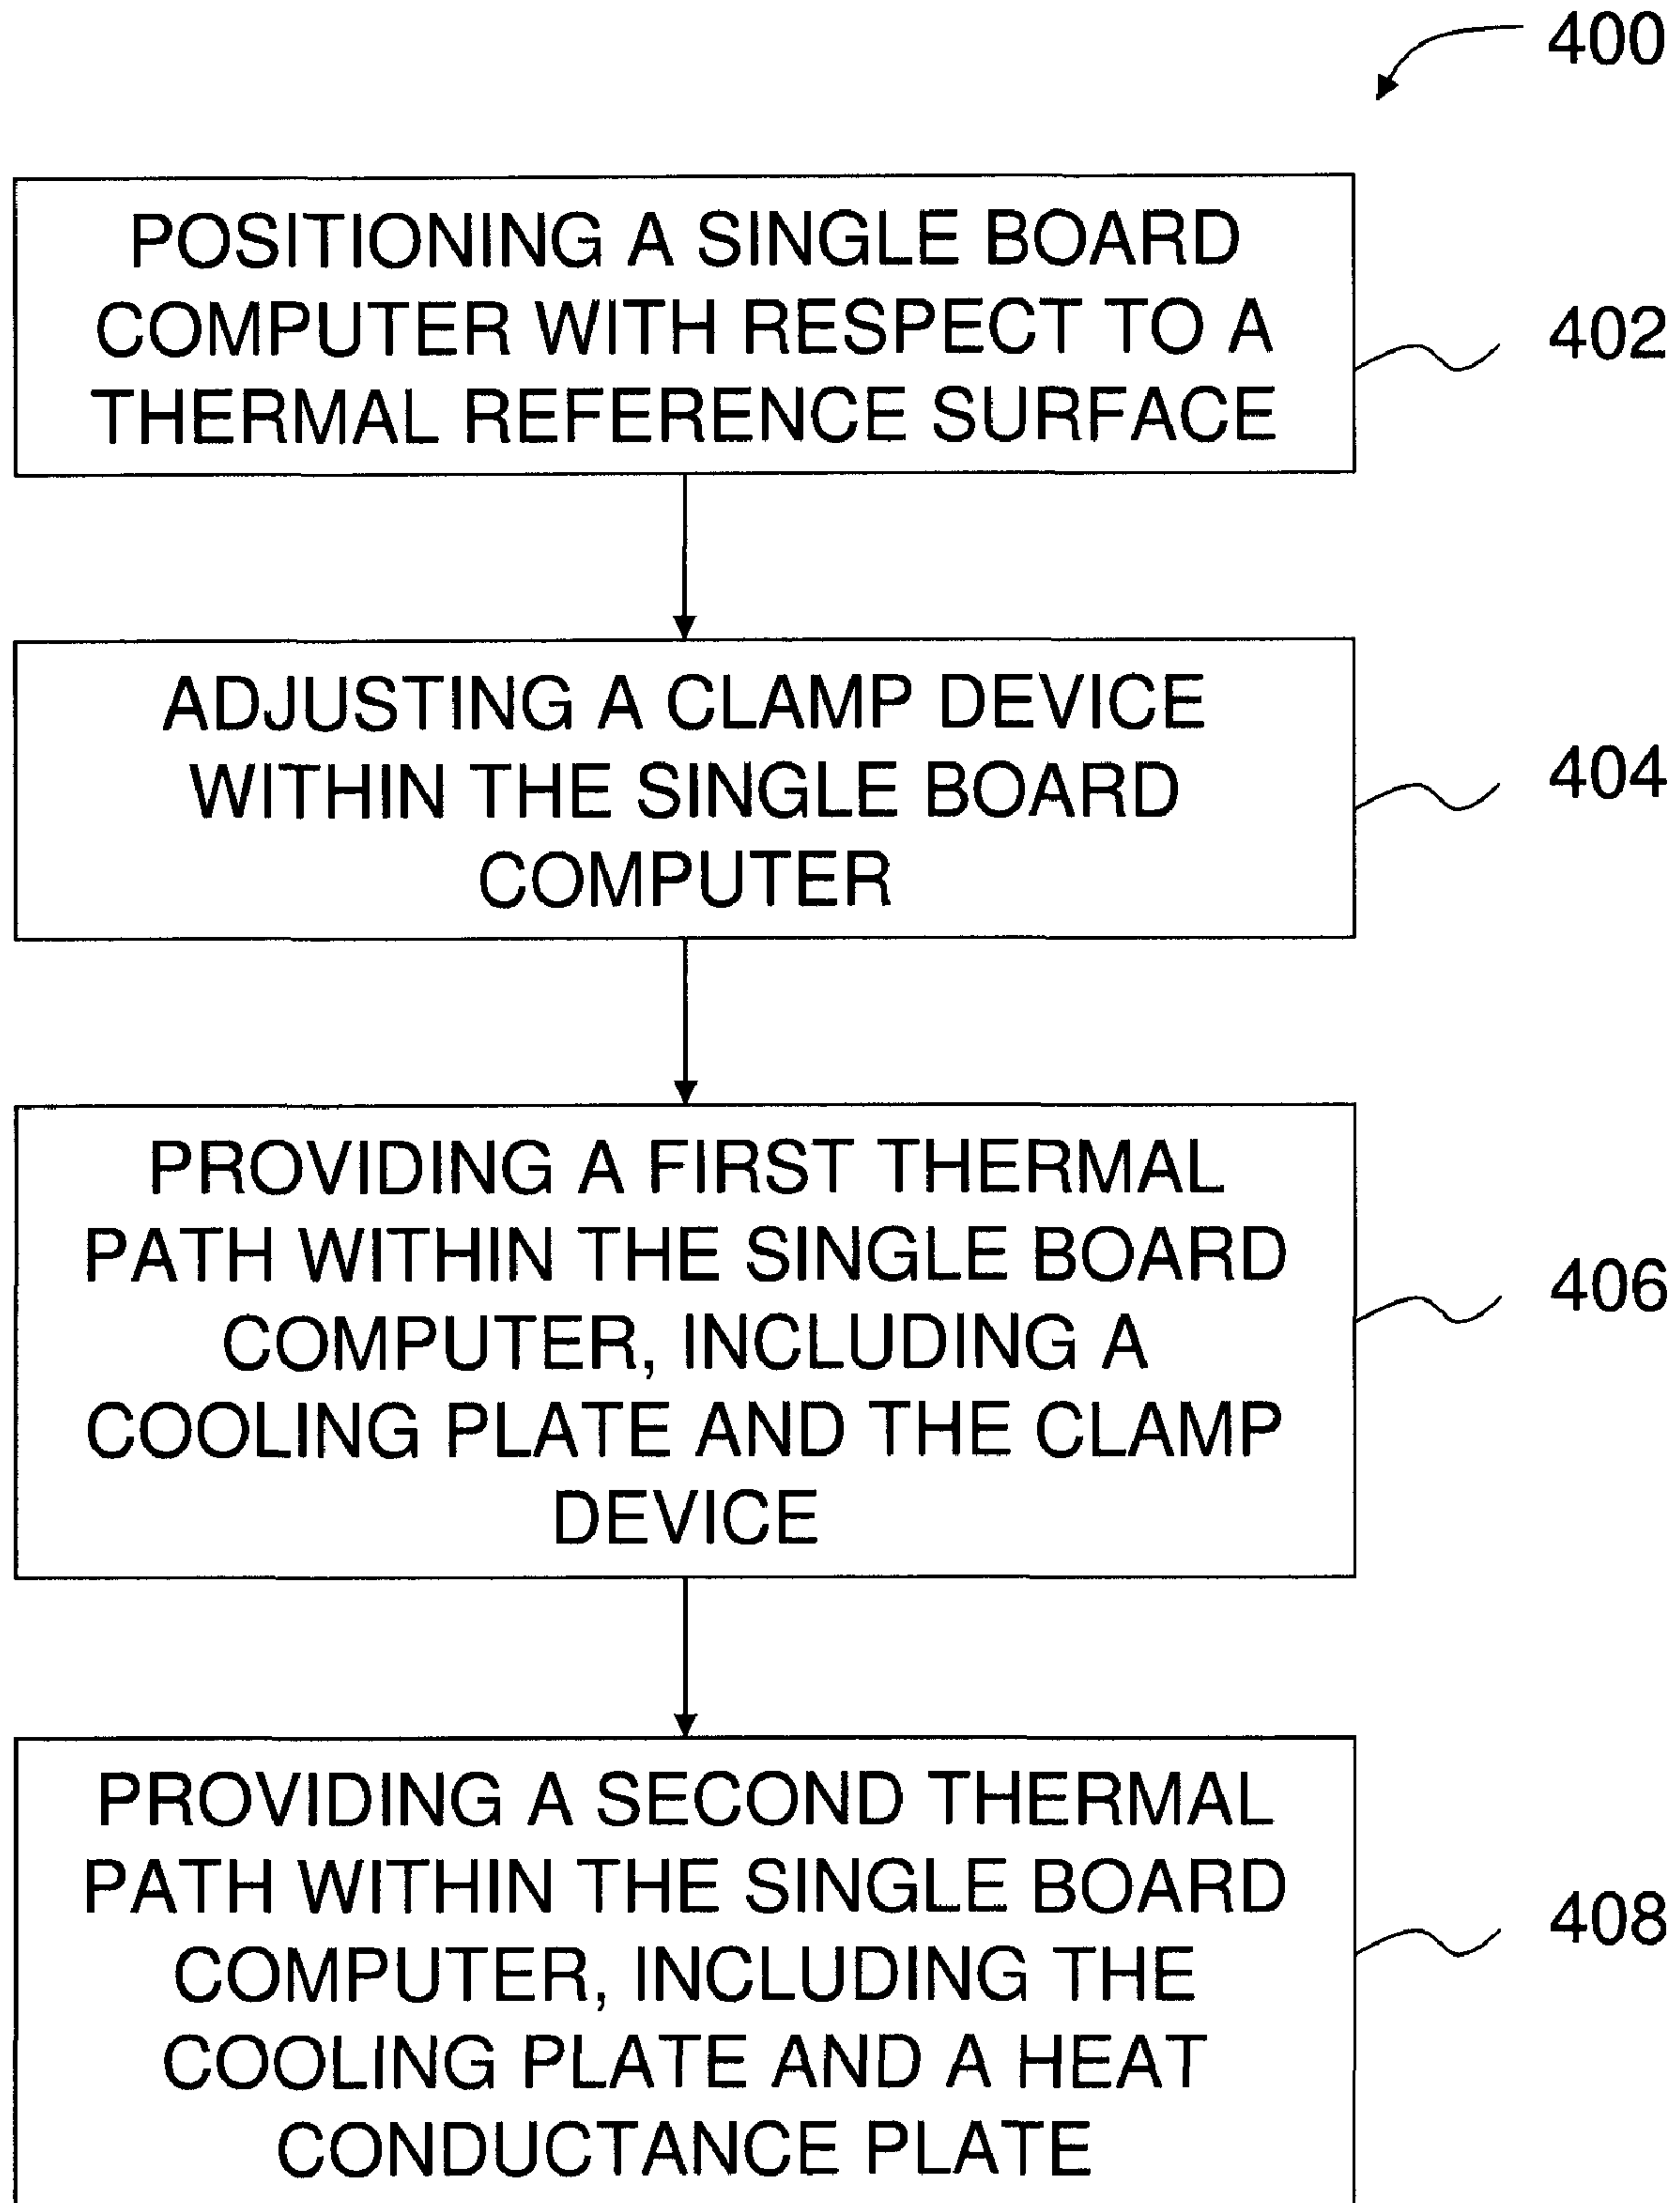 400
POSITIONING A SINGLE BOARD
COMPUTER WITH RESPECT TO A
THERMAL REFERENCE SURFACE
402
ADJUSTING A CLAMP DEVICE
WITHIN THE SINGLE BOARD
COMPUTER
404
PROVIDING A FIRST THERMAL
PATH WITHIN THE SINGLE BOARD
COMPUTER, INCLUDING A
COOLING PLATE AND THE CLAMP
DEVICE
406
PROVIDING A SECOND THERMAL
PATH WITHIN THE SINGLE BOARD
COMPUTER, INCLUDING THE
COOLING PLATE AND A HEAT
CONDUCTANCE PLATE
408